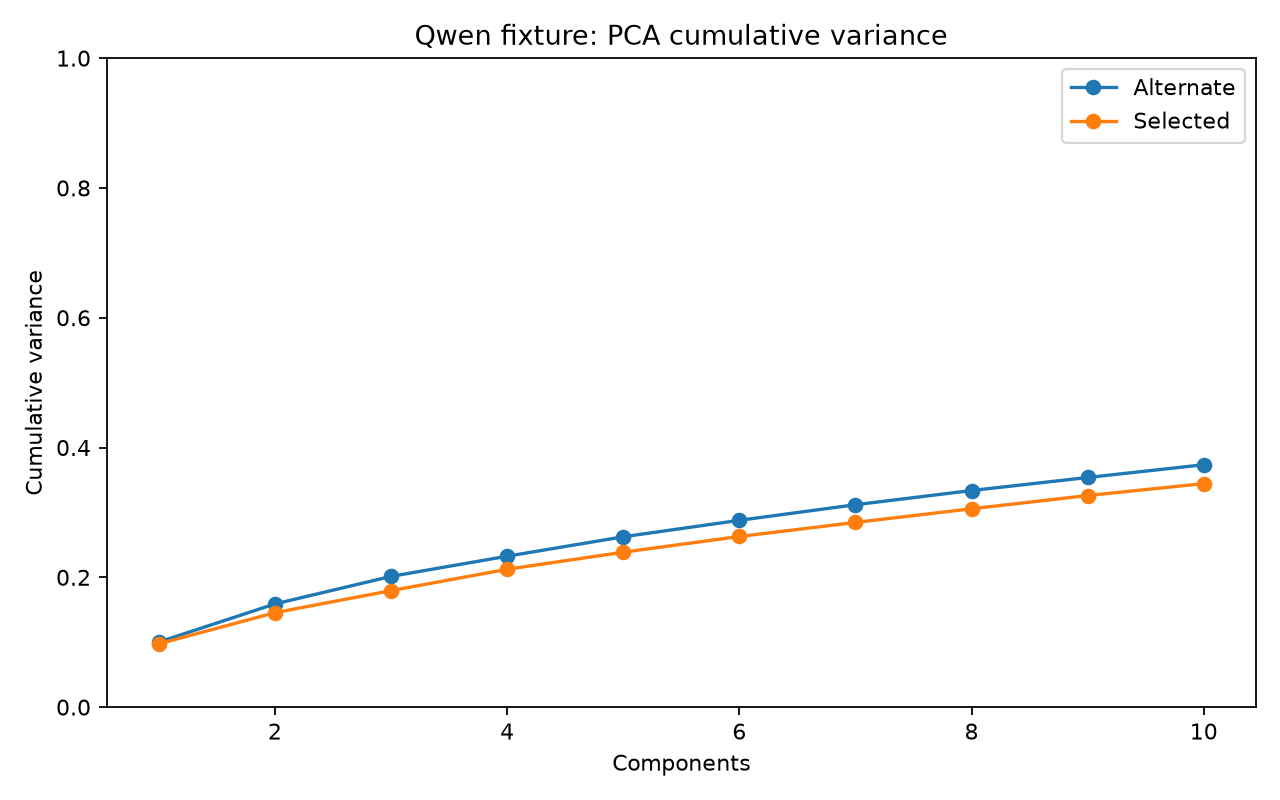 Qwen fixture: PCA cumulative variance
Alternate
Selected
Cumulative variance
1.0
0.8
0.6
0.4
0.2
0.0
2 4 6 8 10
Components